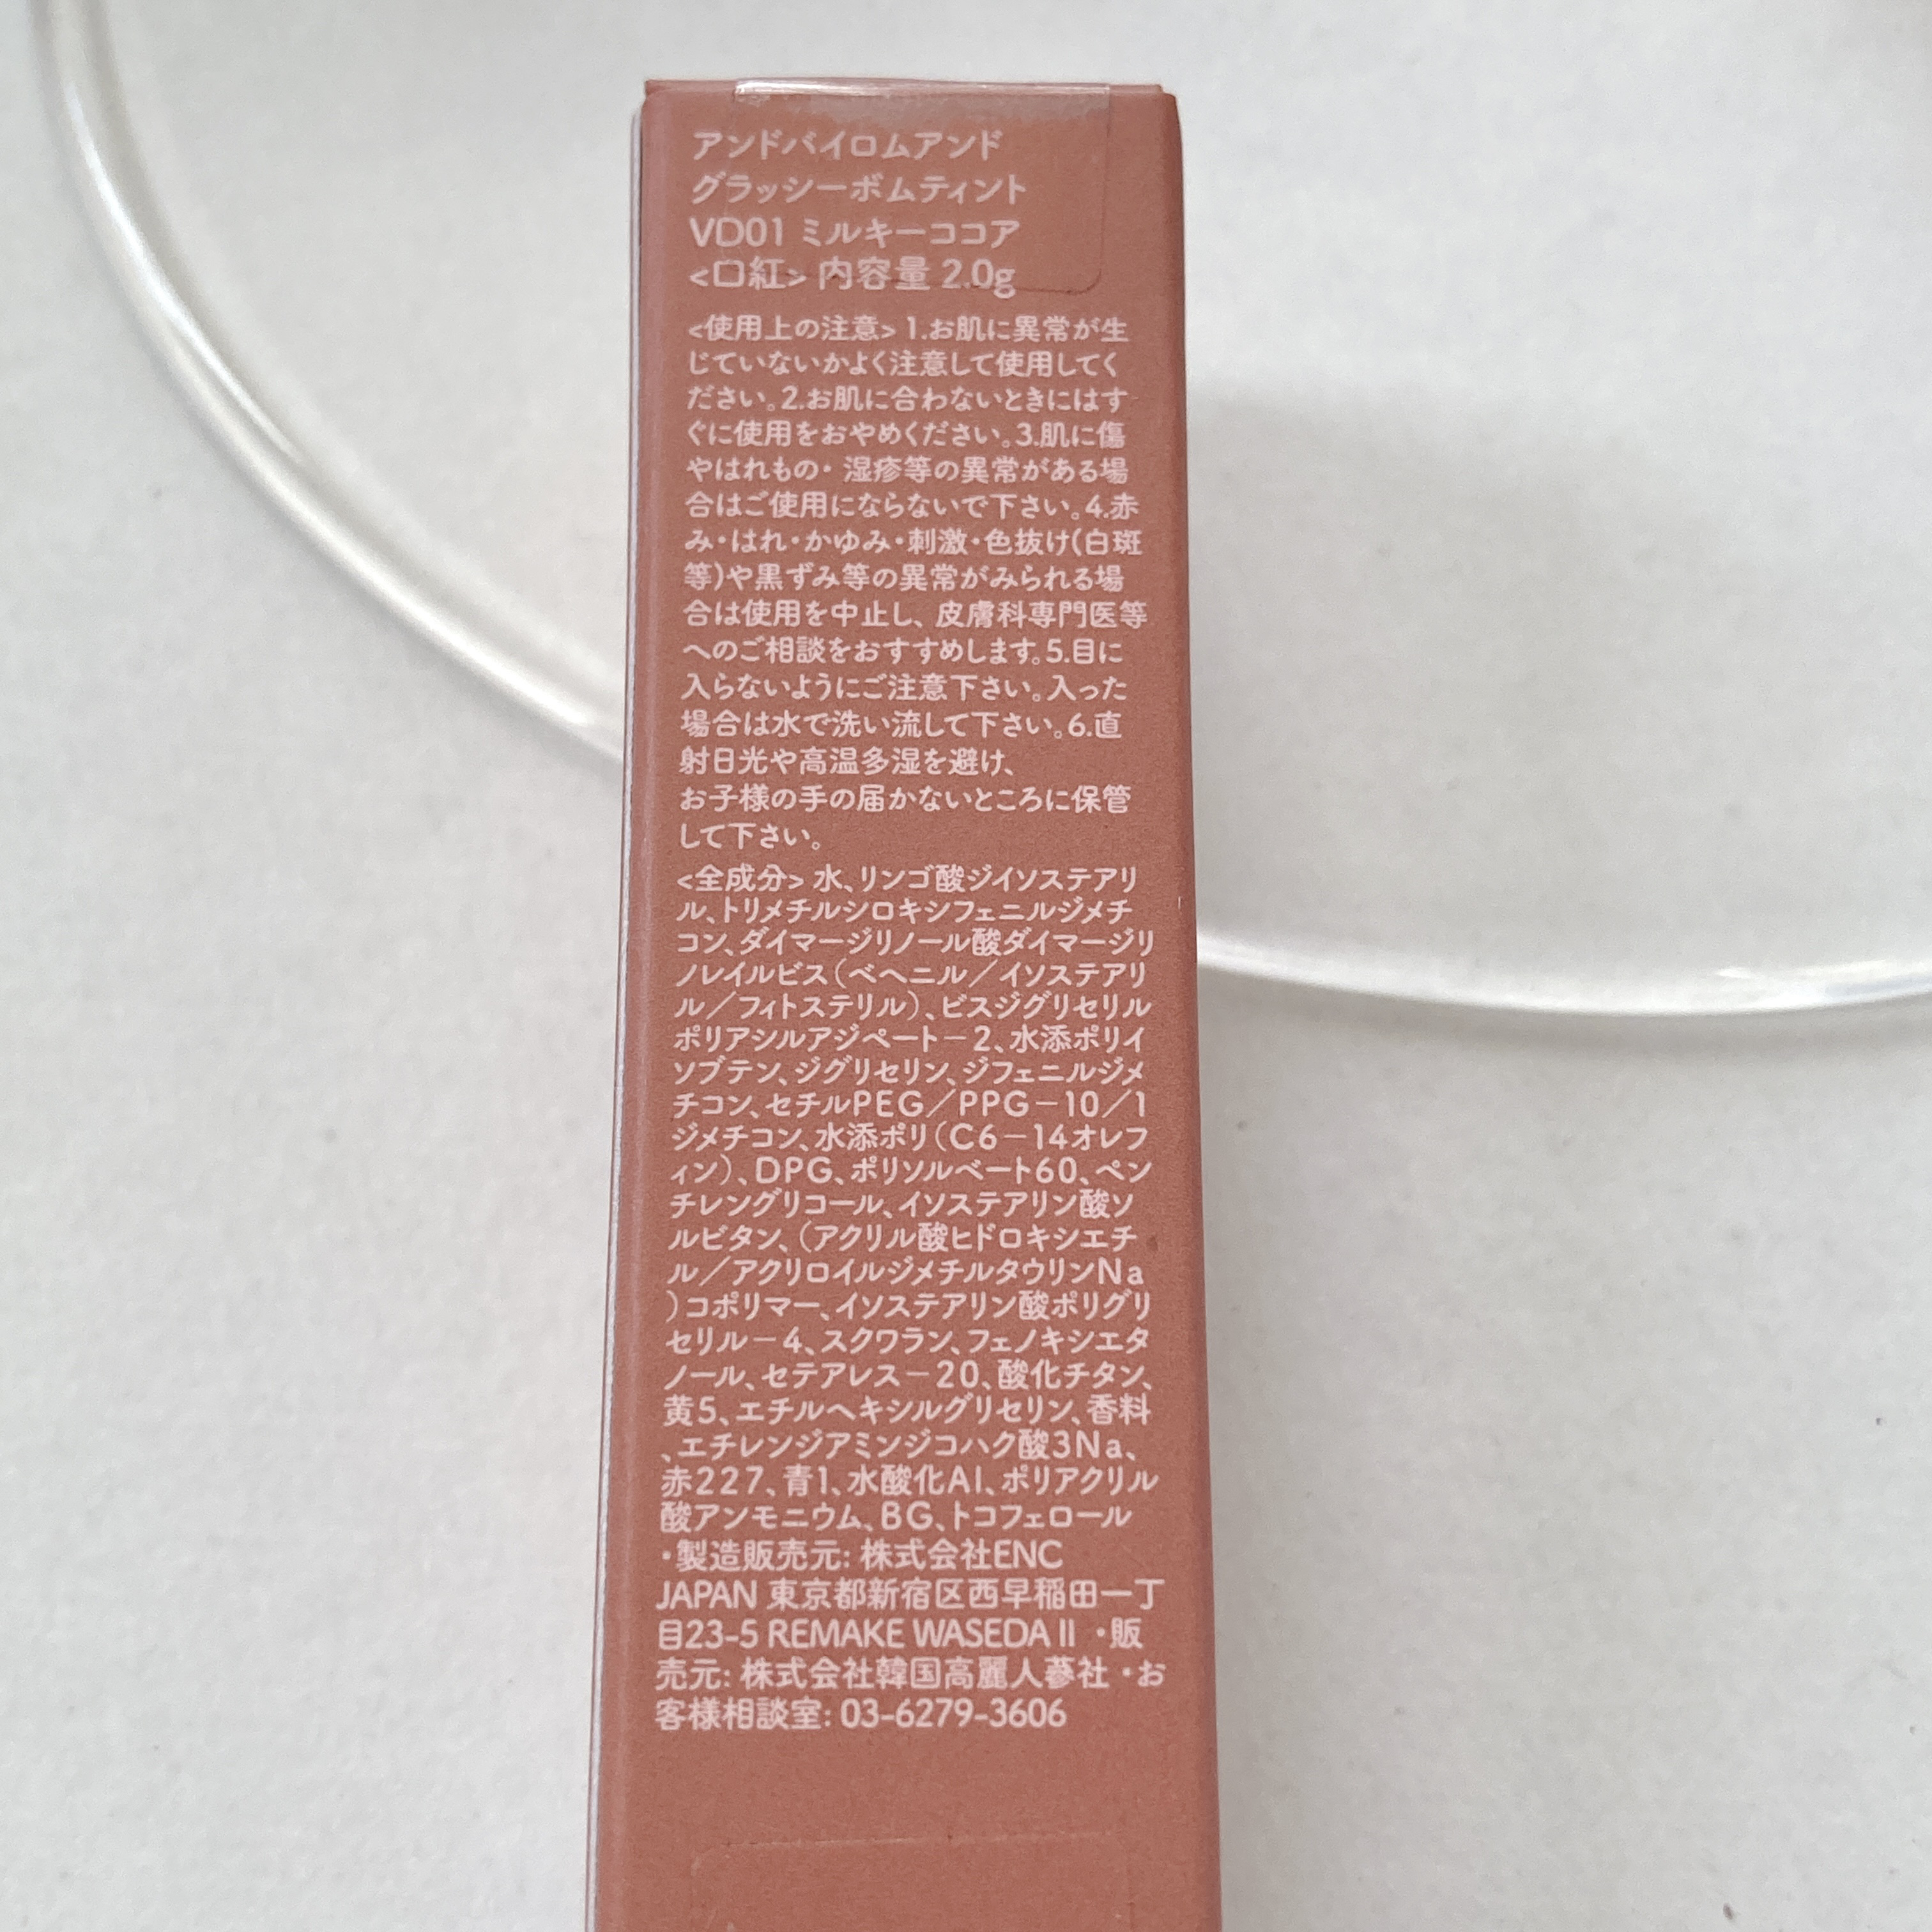 アンドバイロムアンド
グラッシーボムティント
VD01 ミルキーココア
<口紅> 内容量 2.0g
<使用上の注意> 1.お肌に異常が生
じていないかよく注意して使用してく
ださい。2.お肌に合わないときにはす
ぐに使用をおやめください。3.肌に傷
やはれもの・ 湿疹等の異常がある場
合はご使用にならないで下さい。4.赤
み・はれ・かゆみ・刺激・色抜け(白斑
等)や黒ずみ等の異常がみられる場
合は使用を中止し、皮膚科専門医等
へのご相談をおすすめします。5.目に
入らないようにご注意下さい。入った
場合は水で洗い流して下さい。6.直
射日光や高温多湿を避け、
お子様の手の届かないところに保管
して下さい。
<全成分> 水、リンゴ酸ジイソステアリ
ル、トリメチルシロキシフェニルジメチ
コン、ダイマージリノール酸ダイマージリ
ノレイルビス（ベヘニル／イソステアリ
ル／フィトステリル）、ビスジグリセリル
ポリアシルアジペート－2、水添ポリイ
ソブテン、ジグリセリン、ジフェニルジメ
チコン、セチルPEG／PPG－10／1
ジメチコン、水添ポリ（C6－14オレフ
ィン）、DPG、ポリソルベート60、ペン
チレングリコール、イソステアリン酸ソ
ルビタン、（アクリル酸ヒドロキシエチ
ル／アクリロイルジメチルタウリンNa
）コポリマー、イソステアリン酸ポリグリ
セリル－4、スクワラン、フェノキシエタ
ノール、セテアレス－20、酸化チタン、
黄5、エチルヘキシルグリセリン、香料
、エチレンジアミンジコハク酸3Na、
赤227、青1、水酸化Al、ポリアクリル
酸アンモニウム、BG、トコフェロール
・製造販売元: 株式会社ENC
JAPAN 東京都新宿区西早稲田一丁
目23-5 REMAKE WASEDA II ・販
売元: 株式会社韓国高麗人蔘社 ・お
客様相談室: 03-6279-3606